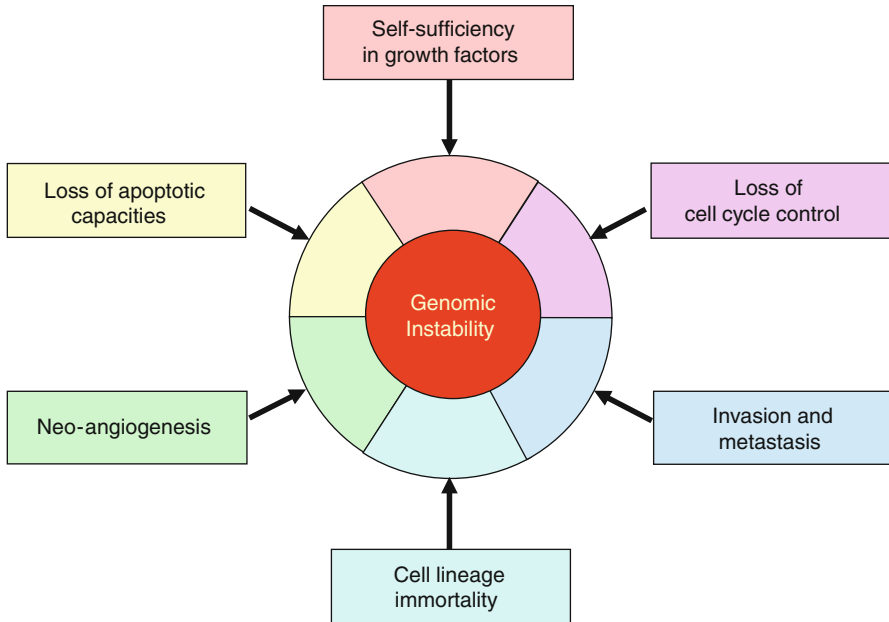 Self-sufficiency
in growth factors
Loss of apoptotic
capacities
Loss of
cell cycle control
Genomic
Instability
Neo-angiogenesis
Invasion and
metastasis
Cell lineage
immortality